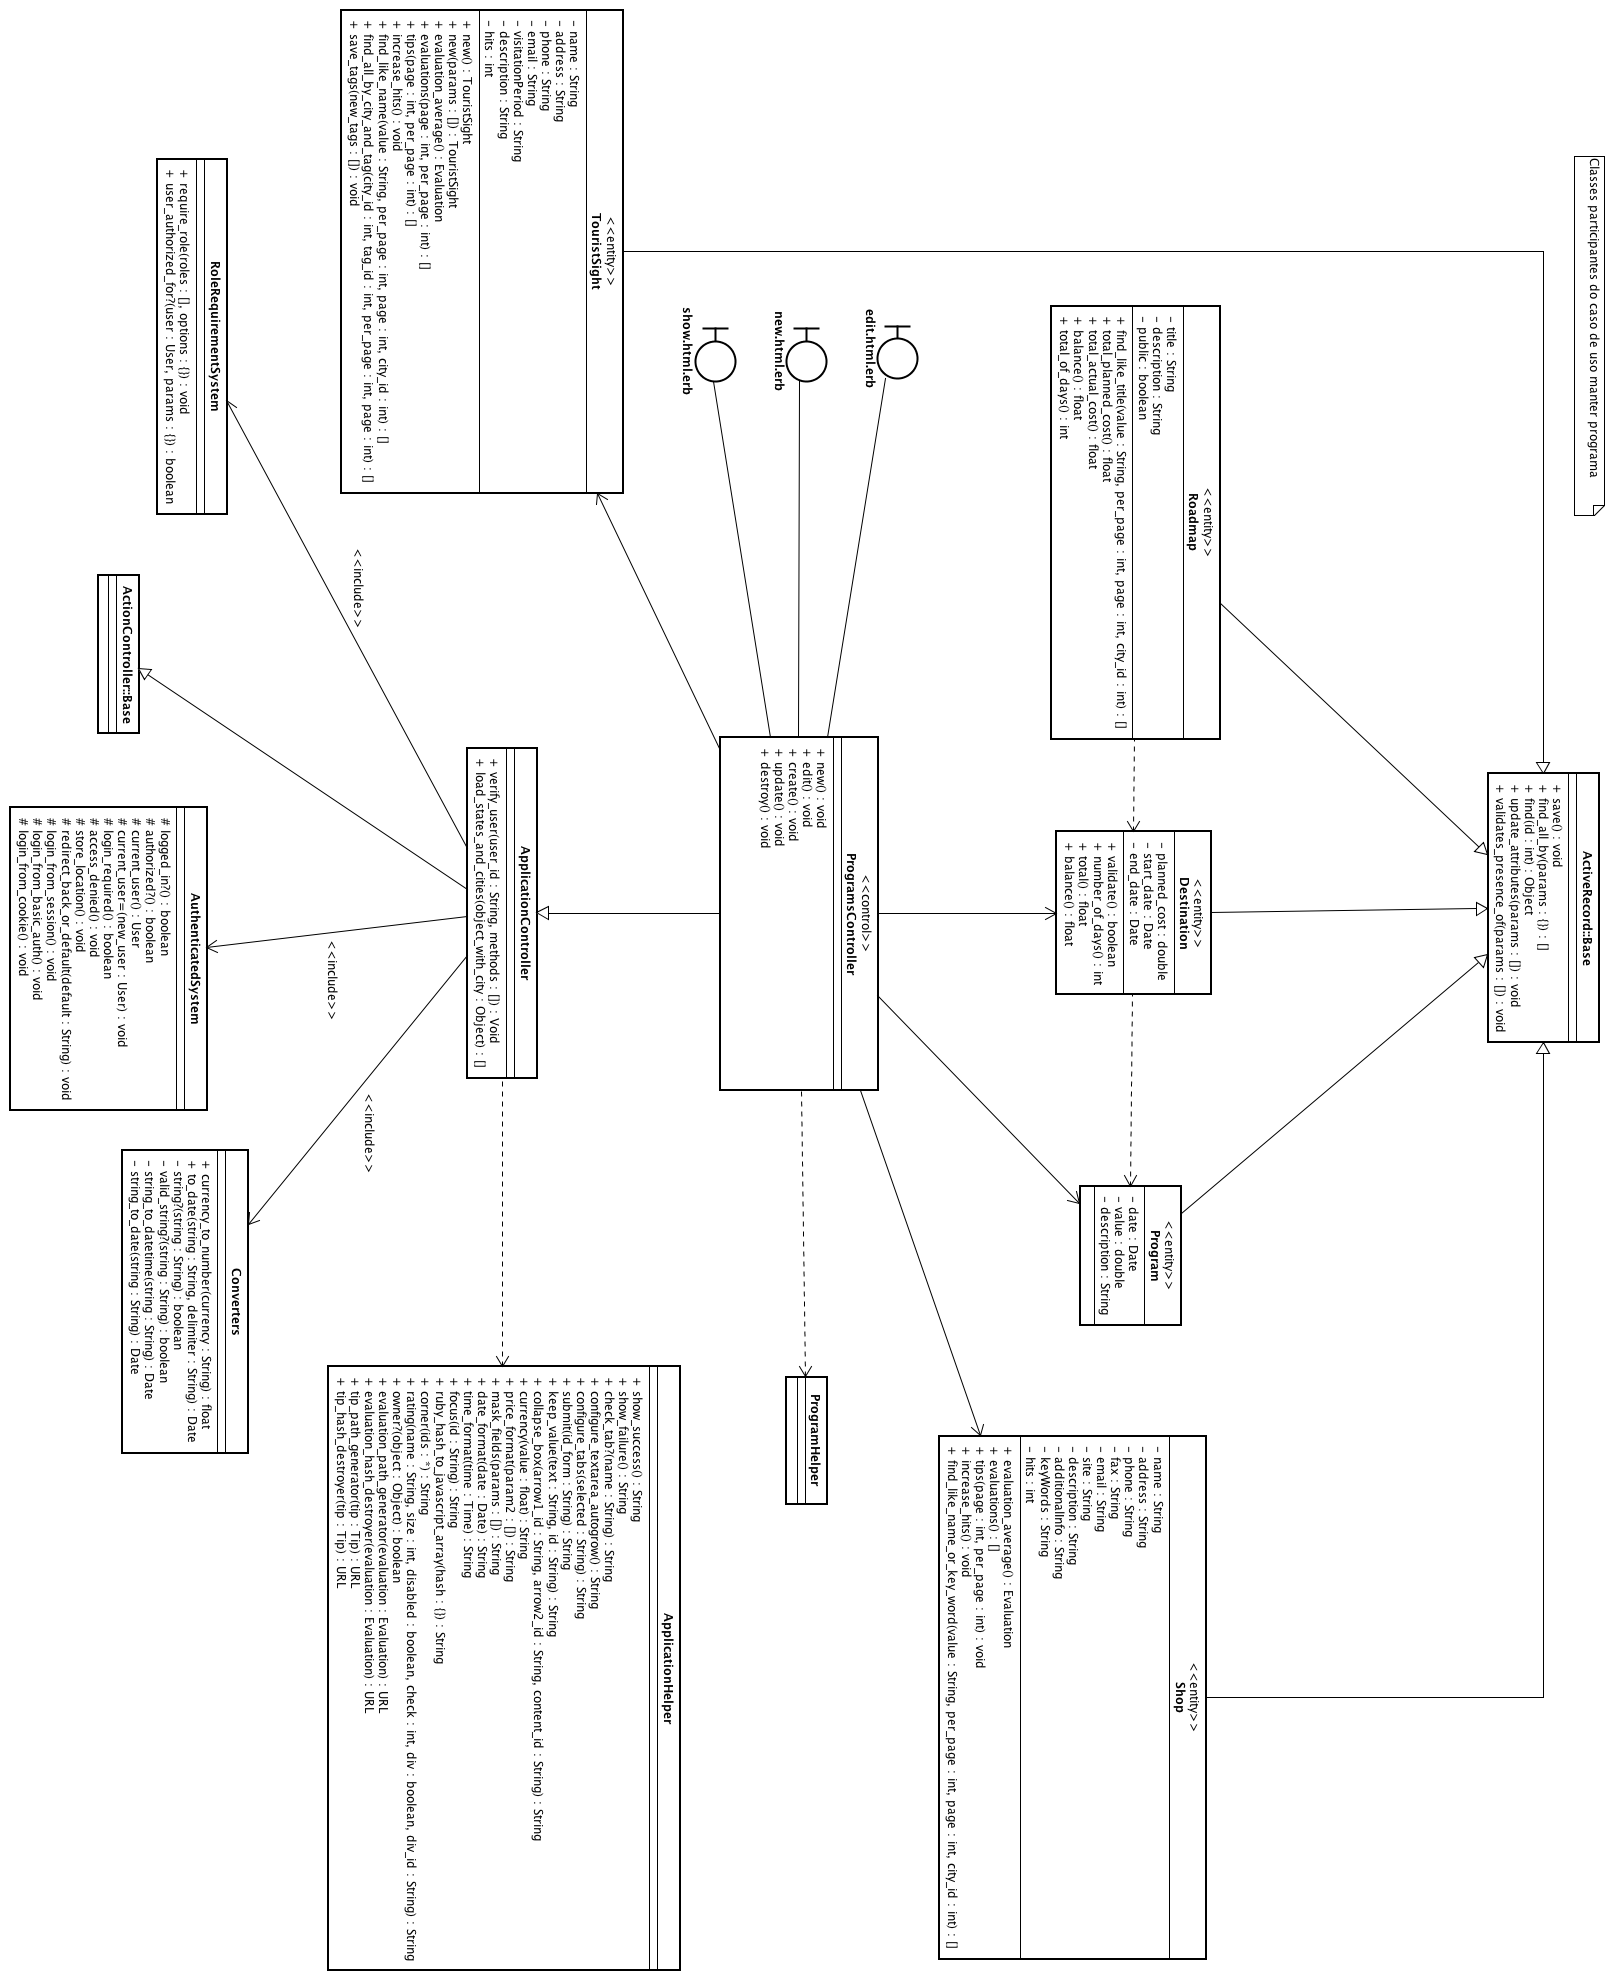 Classes participantes do caso de uso manter programa
ActiveRecord::Base
+ save() : void
+ find_all_by(params : {}) : []
+ find(id : int) : Object
+ update_attributes(params : []) : void
+ validates_presence_of(params : []) : void
<<entity>>
Roadmap
- title : String
- description : String
- public : boolean
+ find_like_title(value : String, per_page : int, page : int, city_id : int) : []
+ total_planned_cost() : float
+ total_actual_cost() : float
+ balance() : float
+ total_of_days() : int
<<entity>>
Destination
- planned_cost : double
- start_date : Date
- end_date : Date
+ validate() : boolean
+ number_of_days() : int
+ total() : float
+ balance() : float
<<entity>>
Program
- date : Date
- value : double
- description : String
<<entity>>
Shop
- name : String
- address : String
- phone : String
- fax : String
- email : String
- site : String
- description : String
- additionalInfo : String
- keyWords : String
- hits : int
+ evaluation_average() : Evaluation
+ evaluations() : []
+ tips(page : int, per_page : int) : void
+ increase_hits() : void
+ find_like_name_or_key_word(value : String, per_page : int, page : int, city_id : int) : []
edit.html.erb
new.html.erb
show.html.erb
<<control>>
ProgramsController
+ new() : void
+ edit() : void
+ create() : void
+ update() : void
+ destroy() : void
ProgramHelper
<<entity>>
TouristSight
- name : String
- address : String
- phone : String
- email : String
- visitationPeriod : String
- description : String
- hits : int
+ new() : TouristSight
+ new(params : []) : TouristSight
+ evaluation_average() : Evaluation
+ evaluations(page : int, per_page : int) : []
+ tips(page : int, per_page : int) : []
+ increase_hits() : void
+ find_like_name(value : String, per_page : int, page : int, city_id : int) : []
+ find_all_by_city_and_tag(city_id : int, tag_id : int, per_page : int, page : int) : []
+ save_tags(new_tags : []) : void
ApplicationController
+ verify_user(user_id : String, methods : []) : Void
+ load_states_and_cities(object_with_city : Object) : []
ApplicationHelper
+ show_success() : String
+ show_failure() : String
+ check_tab?(name : String) : String
+ configure_textarea_autogrow() : String
+ configure_tabs(selected : String) : String
+ submit(id_form : String) : String
+ keep_value(text : String, id : String) : String
+ collapse_box(arrow1_id : String, arrow2_id : String, content_id : String) : String
+ currency(value : float) : String
+ price_format(param2 : []) : String
+ mask_fields(params : []) : String
+ date_format(date : Date) : String
+ time_format(time : Time) : String
+ focus(id : String) : String
+ ruby_hash_to_javascript_array(hash : {}) : String
+ corner(ids : *) : String
+ rating(name : String, size : int, disabled : boolean, check : int, div : boolean, div_id : String) : String
+ owner?(object : Object) : boolean
+ evaluation_path_generator(evaluation : Evaluation) : URL
+ evaluation_hash_destroyer(evaluation : Evaluation) : URL
+ tip_path_generator(tip : Tip) : URL
+ tip_hash_destroyer(tip : Tip) : URL
<<include>>
<<include>>
<<include>>
RoleRequirementSystem
+ require_role(roles : [], options : {}) : void
+ user_authorized_for?(user : User, params : {}) : boolean
ActionController::Base
AuthenticatedSystem
# logged_in?() : boolean
# authorized?() : boolean
# current_user() : User
# current_user=(new_user : User) : void
# login_required() : boolean
# access_denied() : void
# store_location() : void
# redirect_back_or_default(default : String) : void
# login_from_session() : void
# login_from_basic_auth() : void
# login_from_cookie() : void
Converters
+ currency_to_number(currency : String) : float
+ to_date(string : String, delimiter : String) : Date
- string?(string : String) : boolean
- valid_string?(string : String) : boolean
- string_to_datetime(string : String) : Date
- string_to_date(string : String) : Date